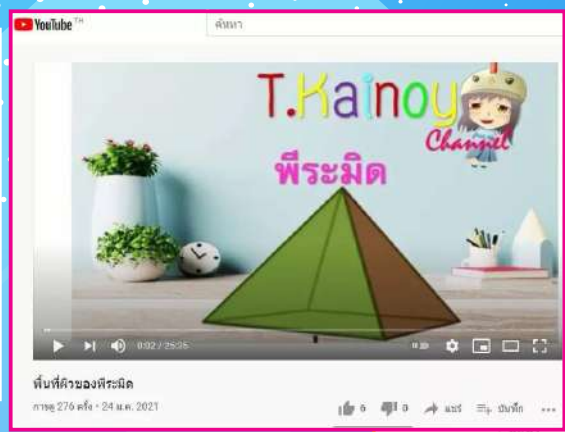 YouTube TH
ค้นหา
T.Kainoy
Channel
พีระมิด
0:02 / 25:35
พื้นที่ผิวของพีระมิด
การดู 276 ครั้ง • 24 ม.ค. 2021
6
0
แชร์
บันทึก